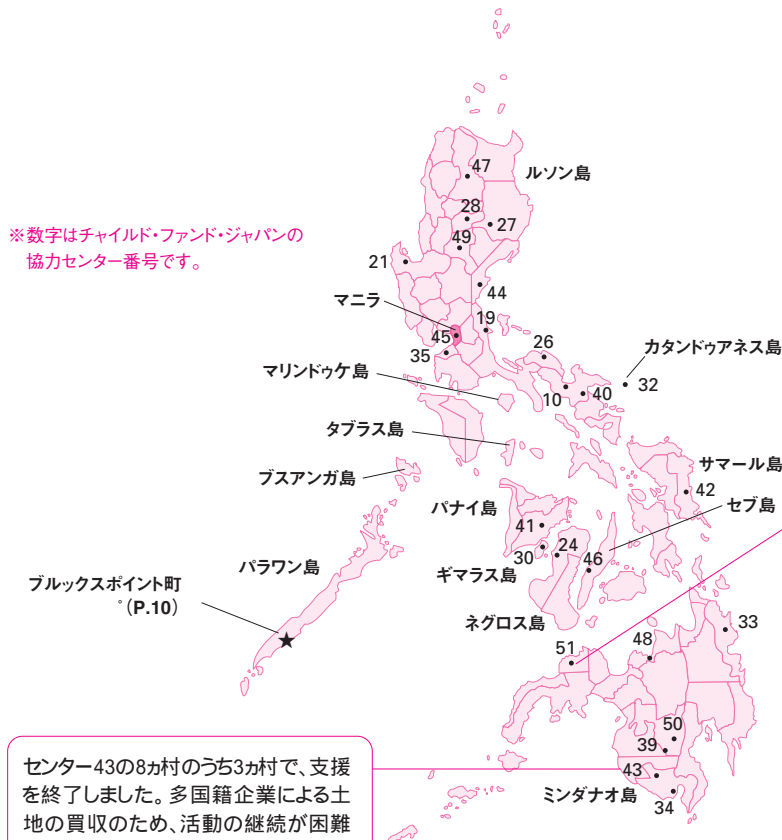 47
ルソン島
28
27
※数字はチャイルド・ファンド・ジャパンの
協力センター番号です。
49
21
44
マニラ
19
45
26
カタンドゥアネス島
35
32
マリンドゥケ島
10
40
タブラス島
サマール島
ブスアンガ島
42
パナイ島
セブ島
41
30
24
46
パラワン島
ギマラス島
ブルックスポイント町
(P.10)
ネグロス島
33
48
51
★
50
39
43
ミンダナオ島
34
センター43の8ヵ村のうち3ヵ村で、支援
を終了しました。多国籍企業による土
地の買収のため、活動の継続が困難